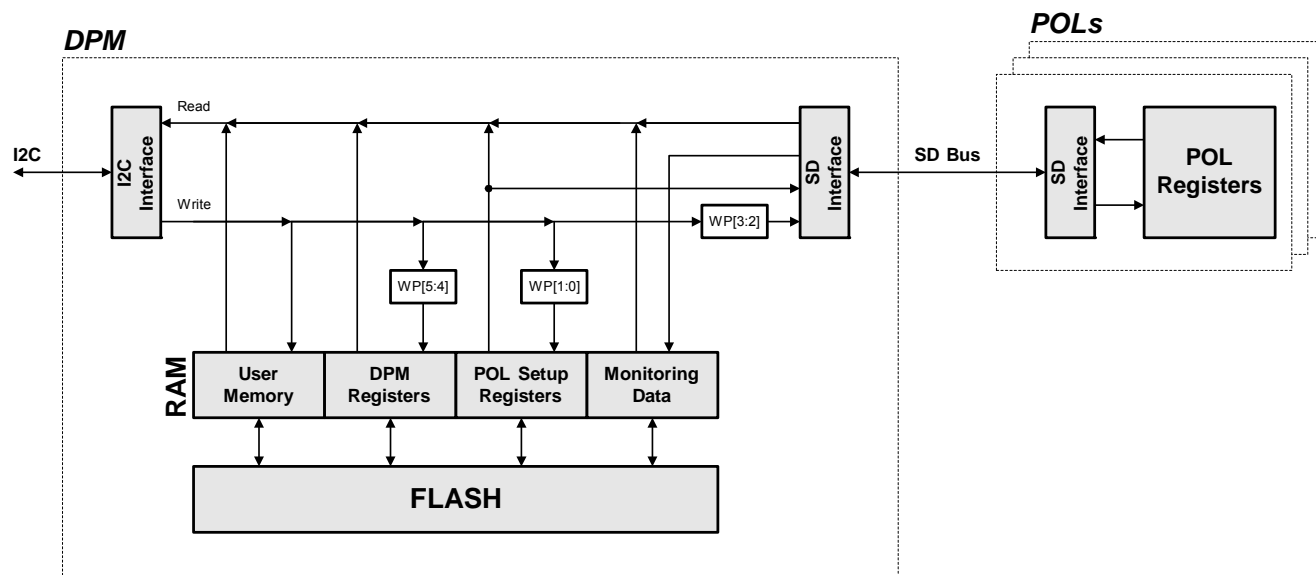 DPM
POLs
Read
I2C
I2C
Interface
Write
WP[3:2]
SD
Interface
SD Bus
SD
Interface
POL
Registers
WP[5:4]
WP[1:0]
RAM
User
Memory
DPM
Registers
POL Setup
Registers
Monitoring
Data
FLASH